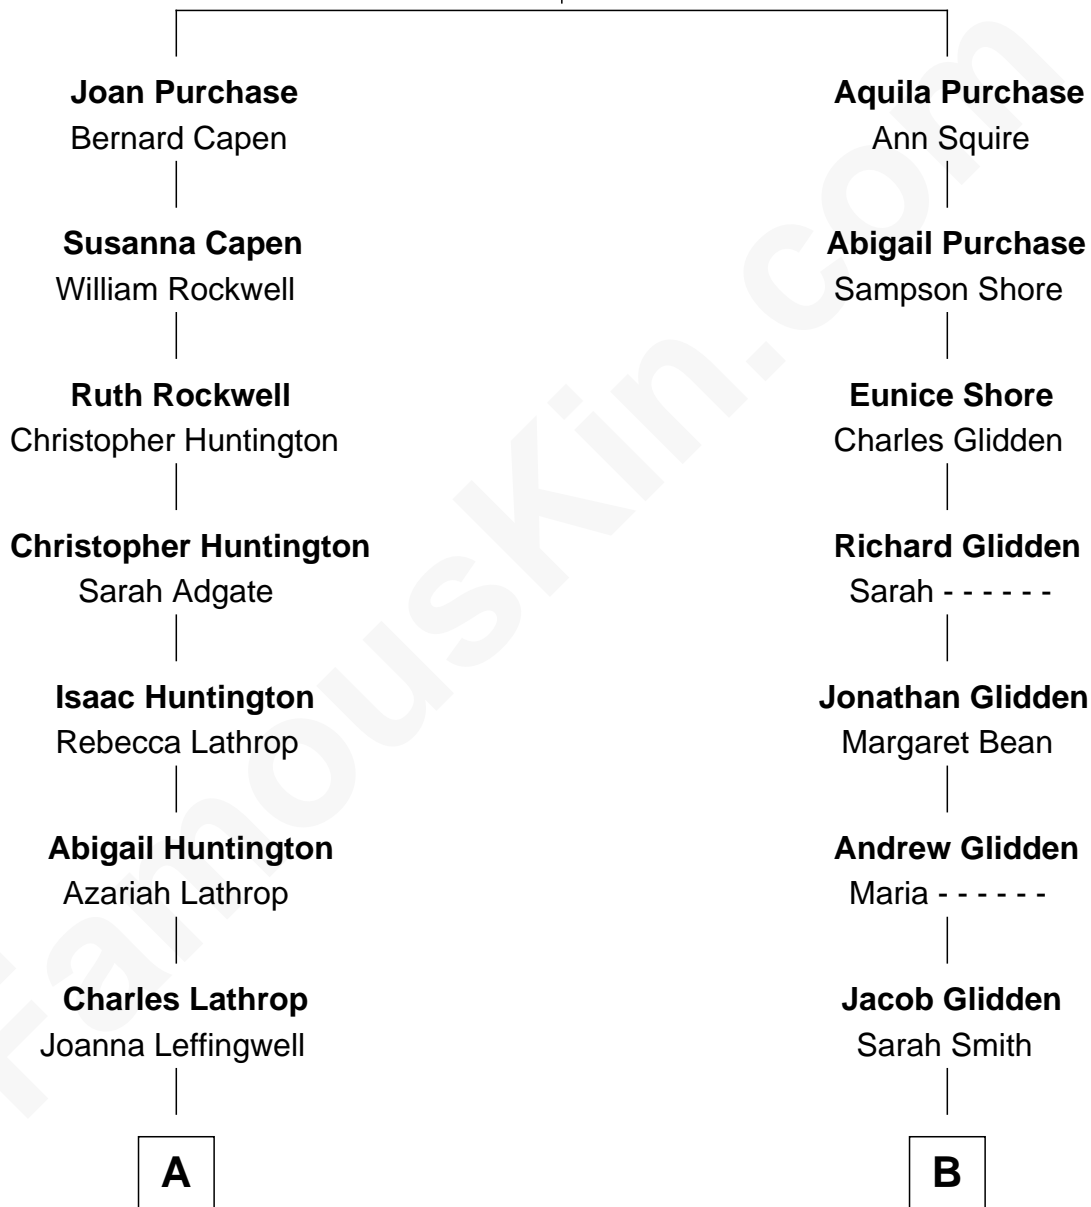 Joan Purchase
Bernard Capen
Susanna Capen
William Rockwell
Ruth Rockwell
Christopher Huntington
Christopher Huntington
Sarah Adgate
Isaac Huntington
Rebecca Lathrop
Abigail Huntington
Azariah Lathrop
Charles Lathrop
Joanna Leffingwell
A
Aquila Purchase
Ann Squire
Abigail Purchase
Sampson Shore
Eunice Shore
Charles Glidden
Richard Glidden
Sarah - - - - - -
Jonathan Glidden
Margaret Bean
Andrew Glidden
Maria - - - - - -
Jacob Glidden
Sarah Smith
B
FamousKin.com